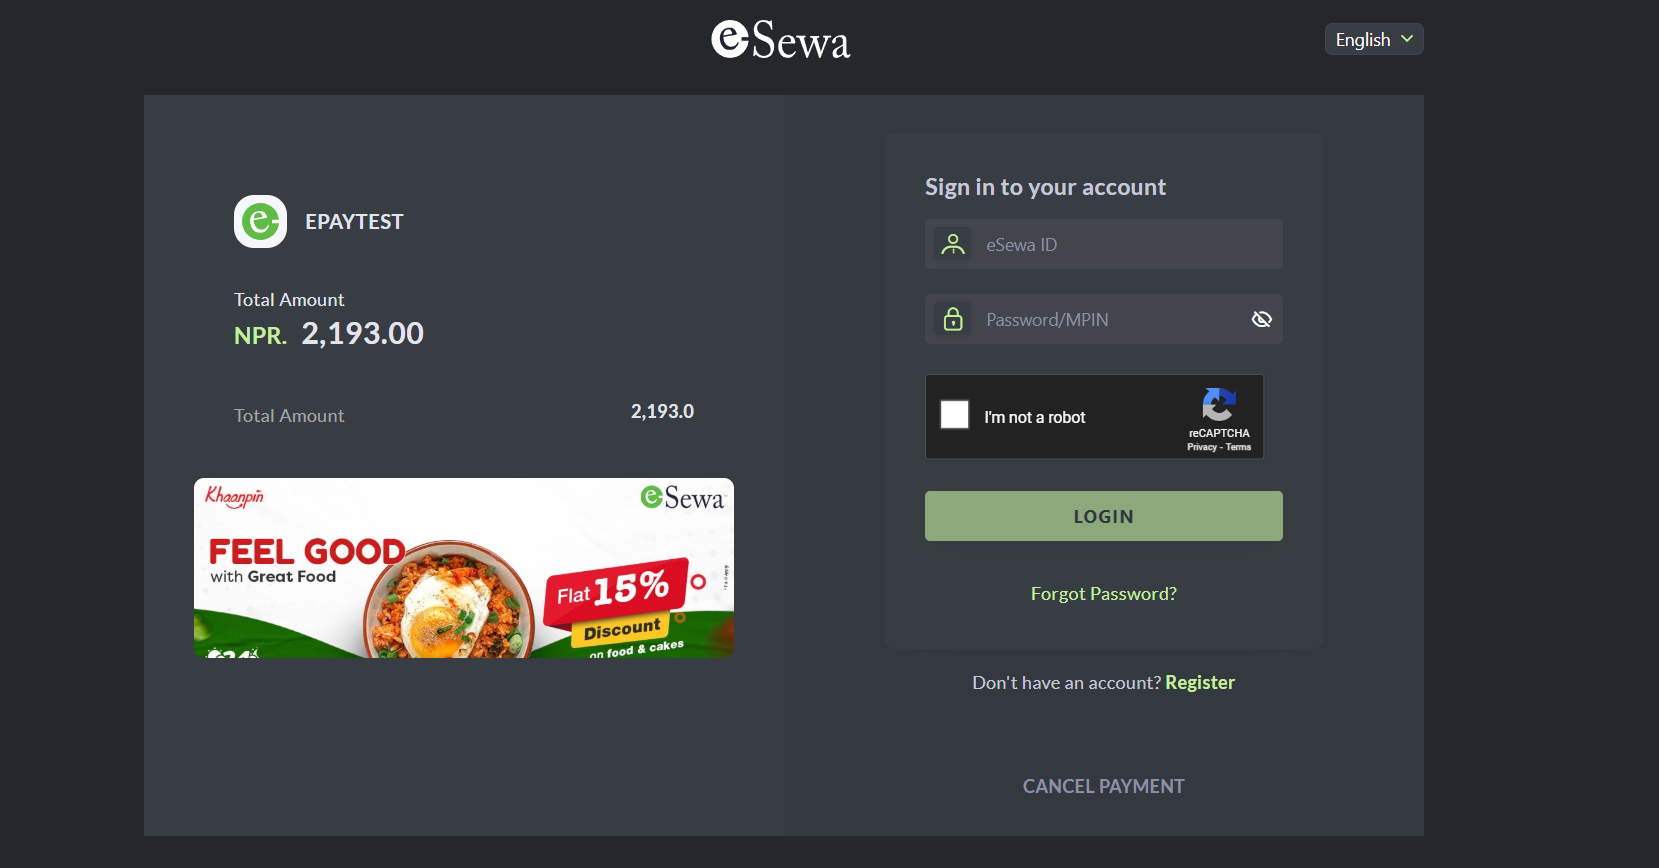 eSewa
English
EPAYTEST
Total Amount
NPR. 2,193.00
Total Amount 2,193.0
Khaanpin
eSewa
FEEL GOOD
with Great Food
Flat 15%
Discount
on food & cakes
Sign in to your account
eSewa ID
Password/MPIN
I'm not a robot
reCAPTCHA
Privacy - Terms
LOGIN
Forgot Password?
Don't have an account? Register
CANCEL PAYMENT